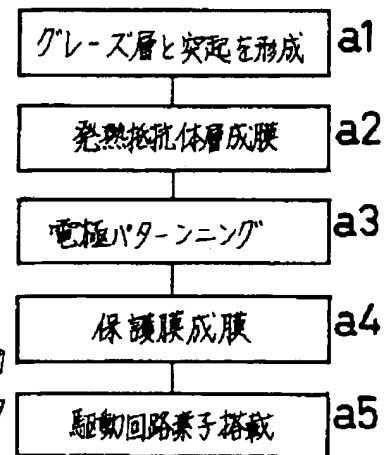 グレーズ層と突起を形成 a1
発熱抵抗体層成膜 a2
電極パターンニング a3
保護膜成膜 a4
駆動回路素子搭載 a5